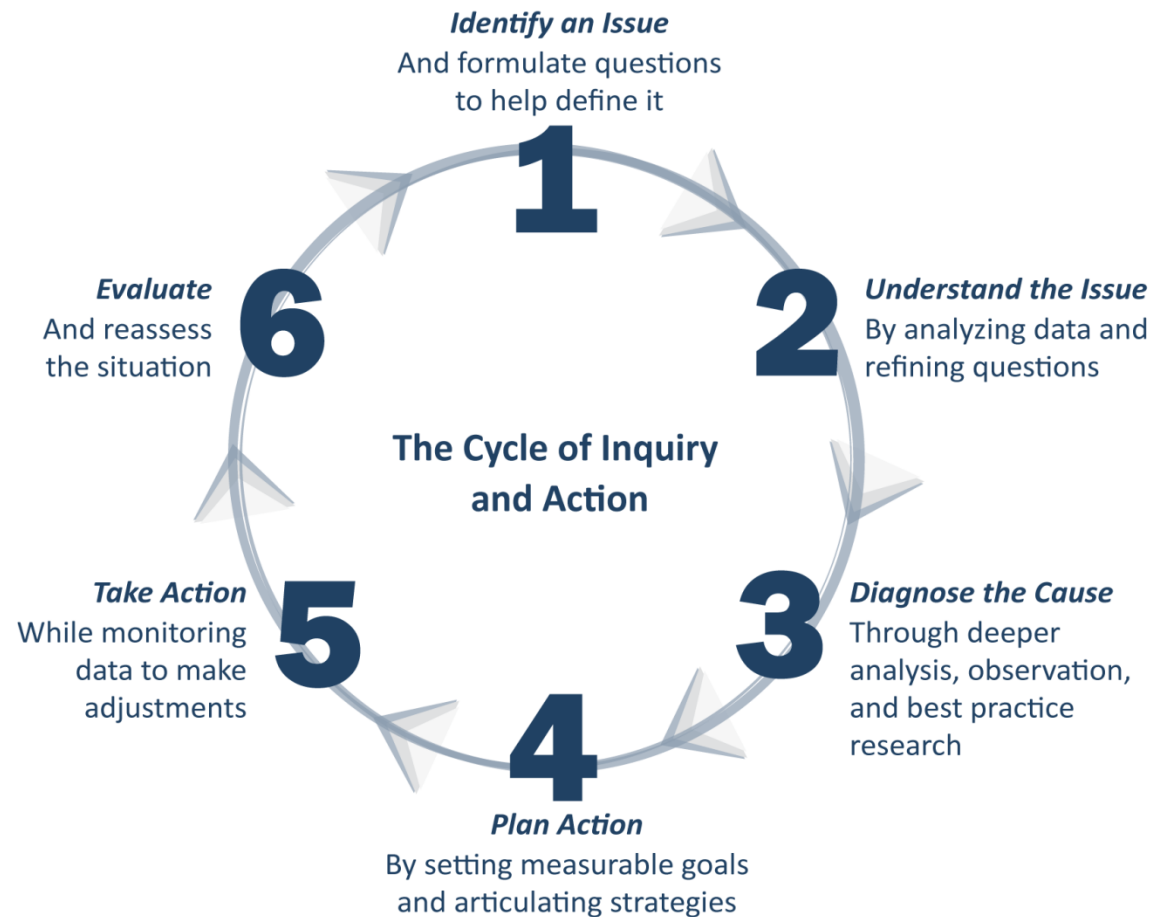 Identify an Issue
And formulate questions
to help define it
1
2
Understand the Issue
By analyzing data and
refining questions
3
Diagnose the Cause
Through deeper
analysis, observation,
and best practice
research
4
Plan Action
By setting measurable goals
and articulating strategies
5
Take Action
While monitoring
data to make
adjustments
6
Evaluate
And reassess
the situation
The Cycle of Inquiry
and Action